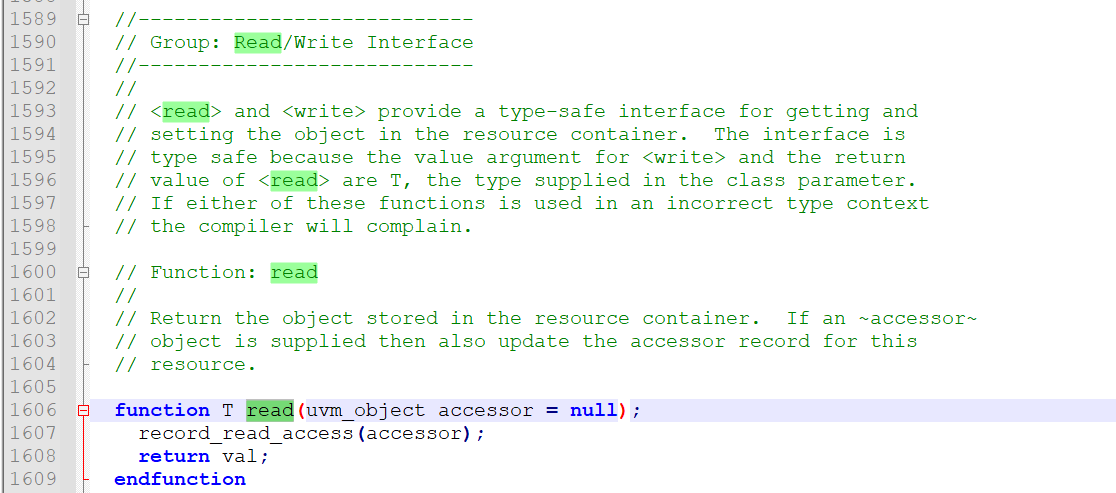 1589 //----------------------------
1590 // Group: Read/Write Interface
1591 //----------------------------
1592 //
1593 // <read> and <write> provide a type-safe interface for getting and
1594 // setting the object in the resource container.  The interface is
1595 // type safe because the value argument for <write> and the return
1596 // value of <read> are T, the type supplied in the class parameter.
1597 // If either of these functions is used in an incorrect type context
1598 // the compiler will complain.
1599
1600 // Function: read
1601 //
1602 // Return the object stored in the resource container.  If an ~accessor~
1603 // object is supplied then also update the accessor record for this
1604 // resource.
1605
1606 function T read(uvm_object accessor = null);
1607   record_read_access(accessor);
1608   return val;
1609 endfunction